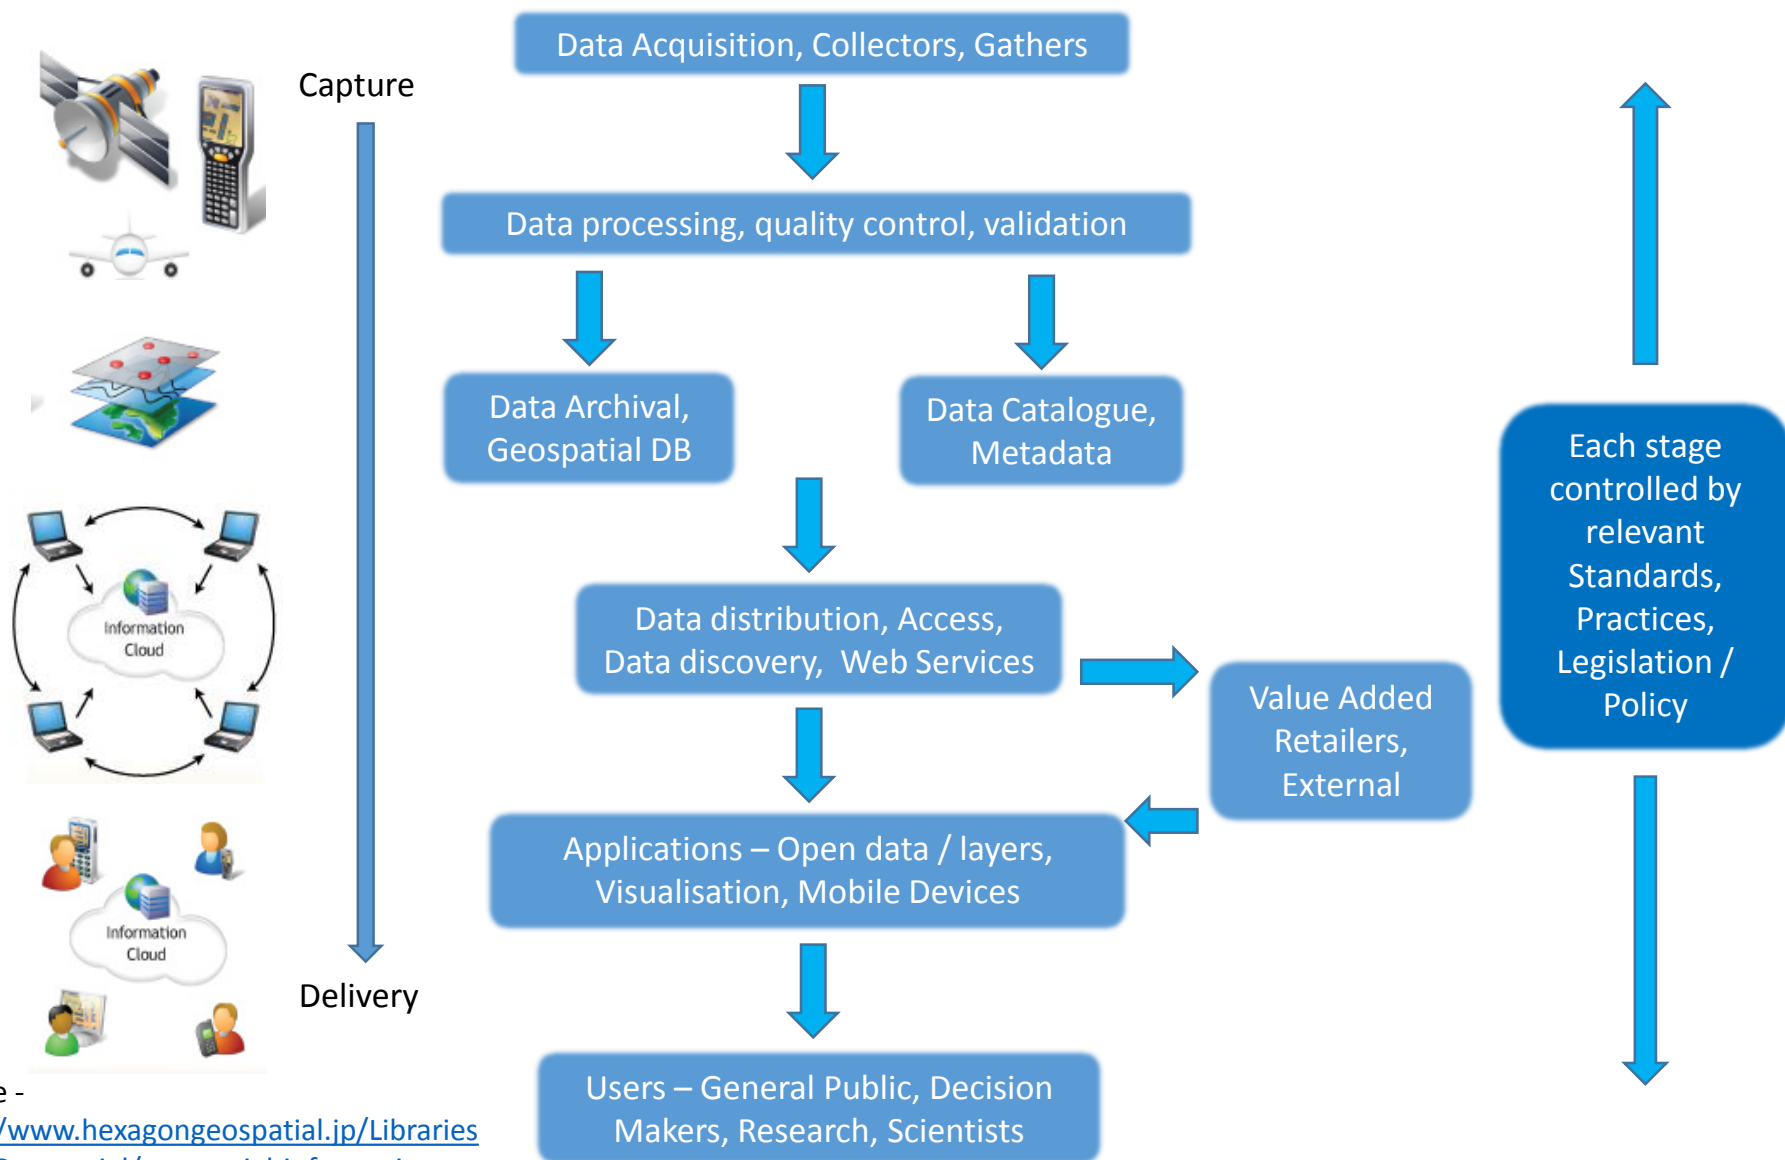 Data Acquisition, Collectors, Gathers
Capture
Data processing, quality control, validation
Data Archival,
Geospatial DB
Data Catalogue,
Metadata
Each stage
controlled by
relevant
Standards,
Practices,
Legislation /
Policy
Information
Cloud
Data distribution, Access,
Data discovery,  Web Services
Value Added
Retailers,
External
Applications – Open data / layers,
Visualisation, Mobile Devices
Information
Cloud
Delivery
Users – General Public, Decision
Makers, Research, Scientists
e -
/www.hexagongeospatial.jp/Libraries